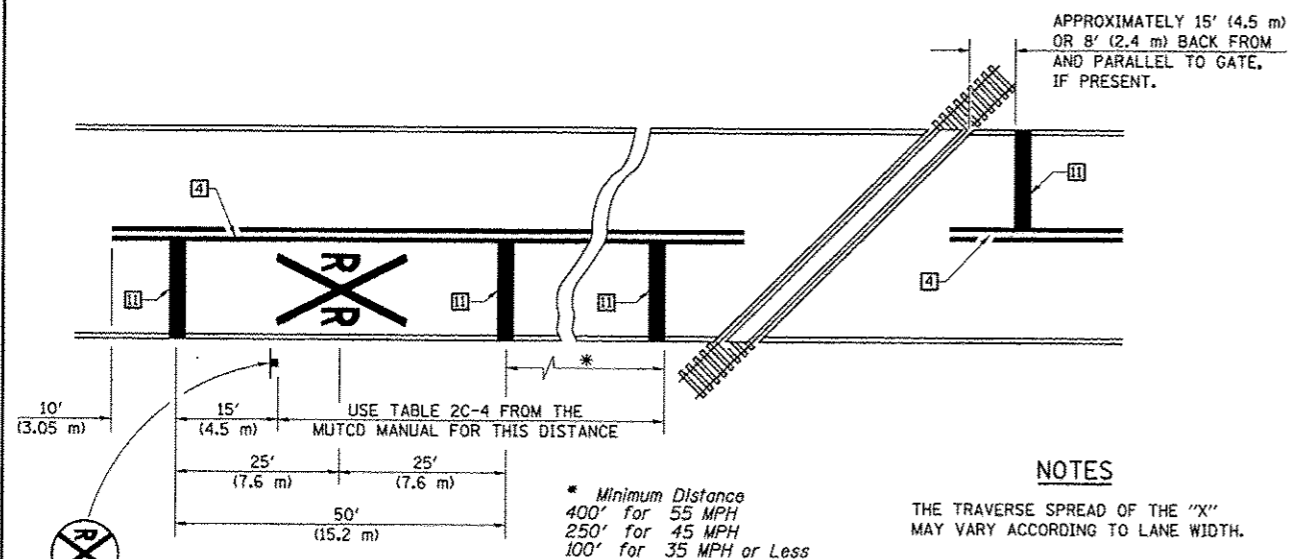 APPROXIMATELY 15' (4.5 m)
OR 8' (2.4 m) BACK FROM
AND PARALLEL TO GATE.
IF PRESENT.
4
11
11
R
R
11
11
4
*
10'
(3.05 m)
15'
(4.5 m)
USE TABLE 2C-4 FROM THE
MUTCD MANUAL FOR THIS DISTANCE
25'
(7.6 m)
25'
(7.6 m)
50'
(15.2 m)
R
* Minimum Distance
400' for 55 MPH
250' for 45 MPH
100' for 35 MPH or Less
NOTES
THE TRAVERSE SPREAD OF THE "X"
MAY VARY ACCORDING TO LANE WIDTH.